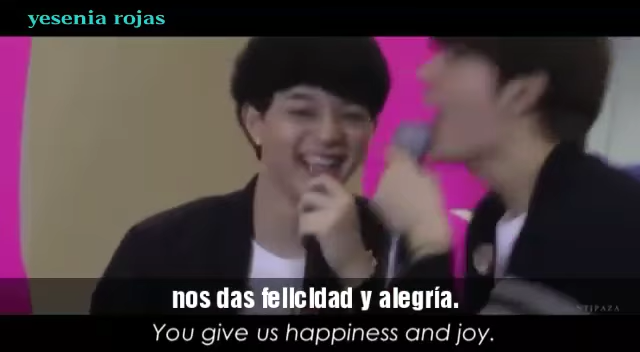 yesenia rojas
nos das felicidad y alegría.
You give us happiness and joy.